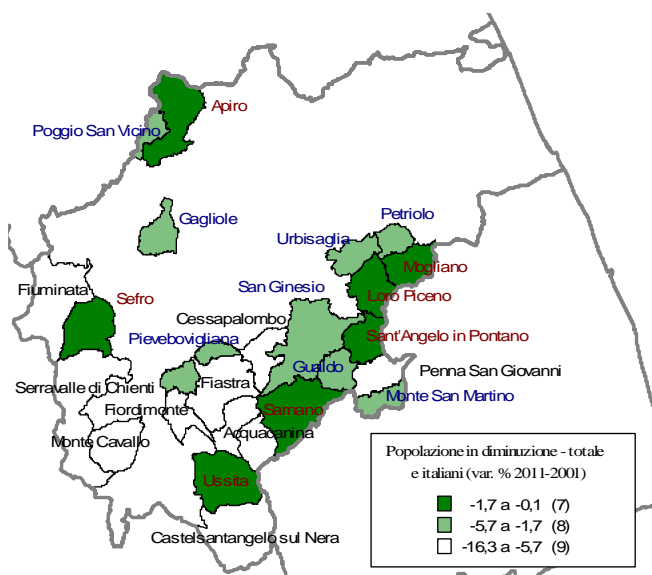 Apiro
Poggio San Vicino
Gagliole
Petriolo
Urbisaglia
Mogliano
Fiuminata
Sefro
San Ginesio
Loro Piceno
Cessapalombo
Sant'Angelo in Pontano
Pievebovigliana
Gualdo
Penna San Giovanni
Serravalle di Chienti
Fiastra
Monte San Martino
Fiordimonte
Sarnano
Monte Cavallo
Acquacanina
Ussita
Castelsantangelo sul Nera
Popolazione in diminuzione - totale
e italiani (var. % 2011-2001)
-1,7 a -0,1 (7)
-5,7 a -1,7 (8)
-16,3 a -5,7 (9)